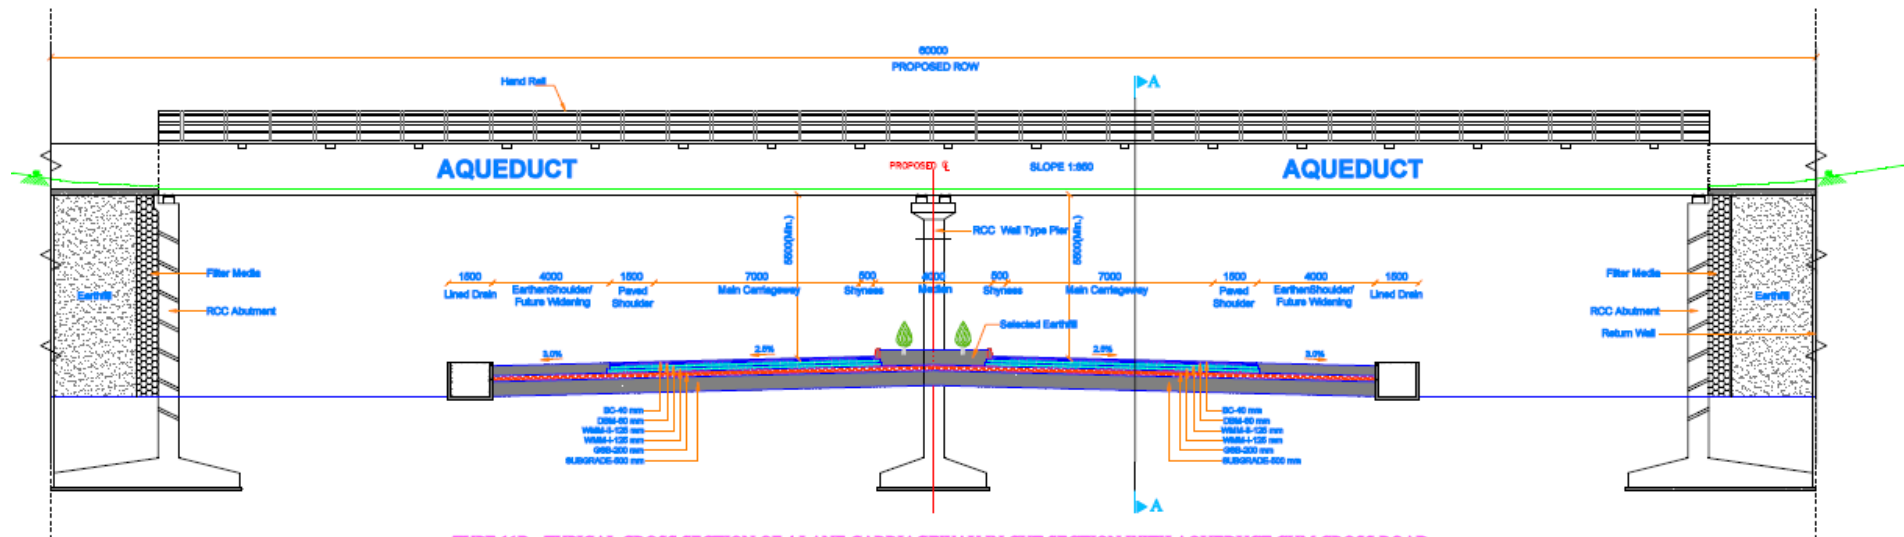 60000
PROPOSED ROW
Hand Rail
A
AQUEDUCT
PROPOSED ℄
SLOPE 1:850
AQUEDUCT
5500(Min.)
5500(Min.)
RCC Wall Type Pier
Filter Media
Earthfill
RCC Abutment
1500
Lined Drain
4000
EarthenShoulder/
Future Widening
1500
Paved
Shoulder
7000
Main Carriageway
500
Shyness
Median
500
Shyness
7000
Main Carriageway
1500
Paved
Shoulder
4000
EarthenShoulder/
Future Widening
1500
Lined Drain
Filter Media
Earthfill
RCC Abutment
Return Wall
Selected Earthfill
3.0%
2.5%
2.5%
3.0%
BC-40 mm
DBM-60 mm
WMM-II-125 mm
WMM-I-125 mm
GSB-200 mm
SUBGRADE-500 mm
BC-40 mm
DBM-60 mm
WMM-II-125 mm
WMM-I-125 mm
GSB-200 mm
SUBGRADE-500 mm
A